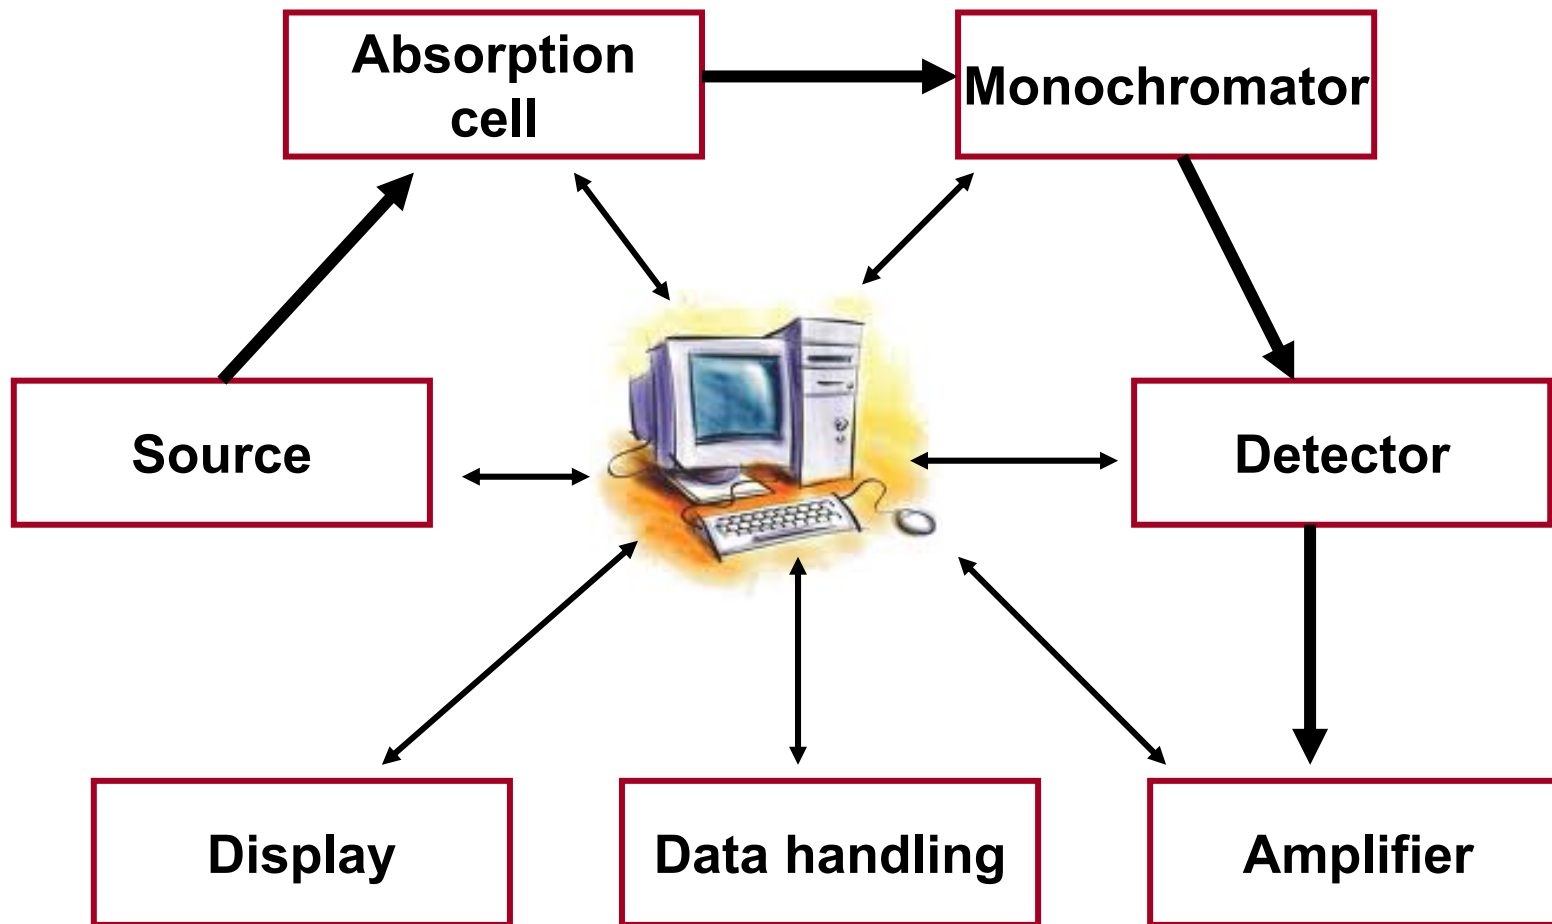 Absorption
cell
Monochromator
Source
Detector
Display
Data handling
Amplifier